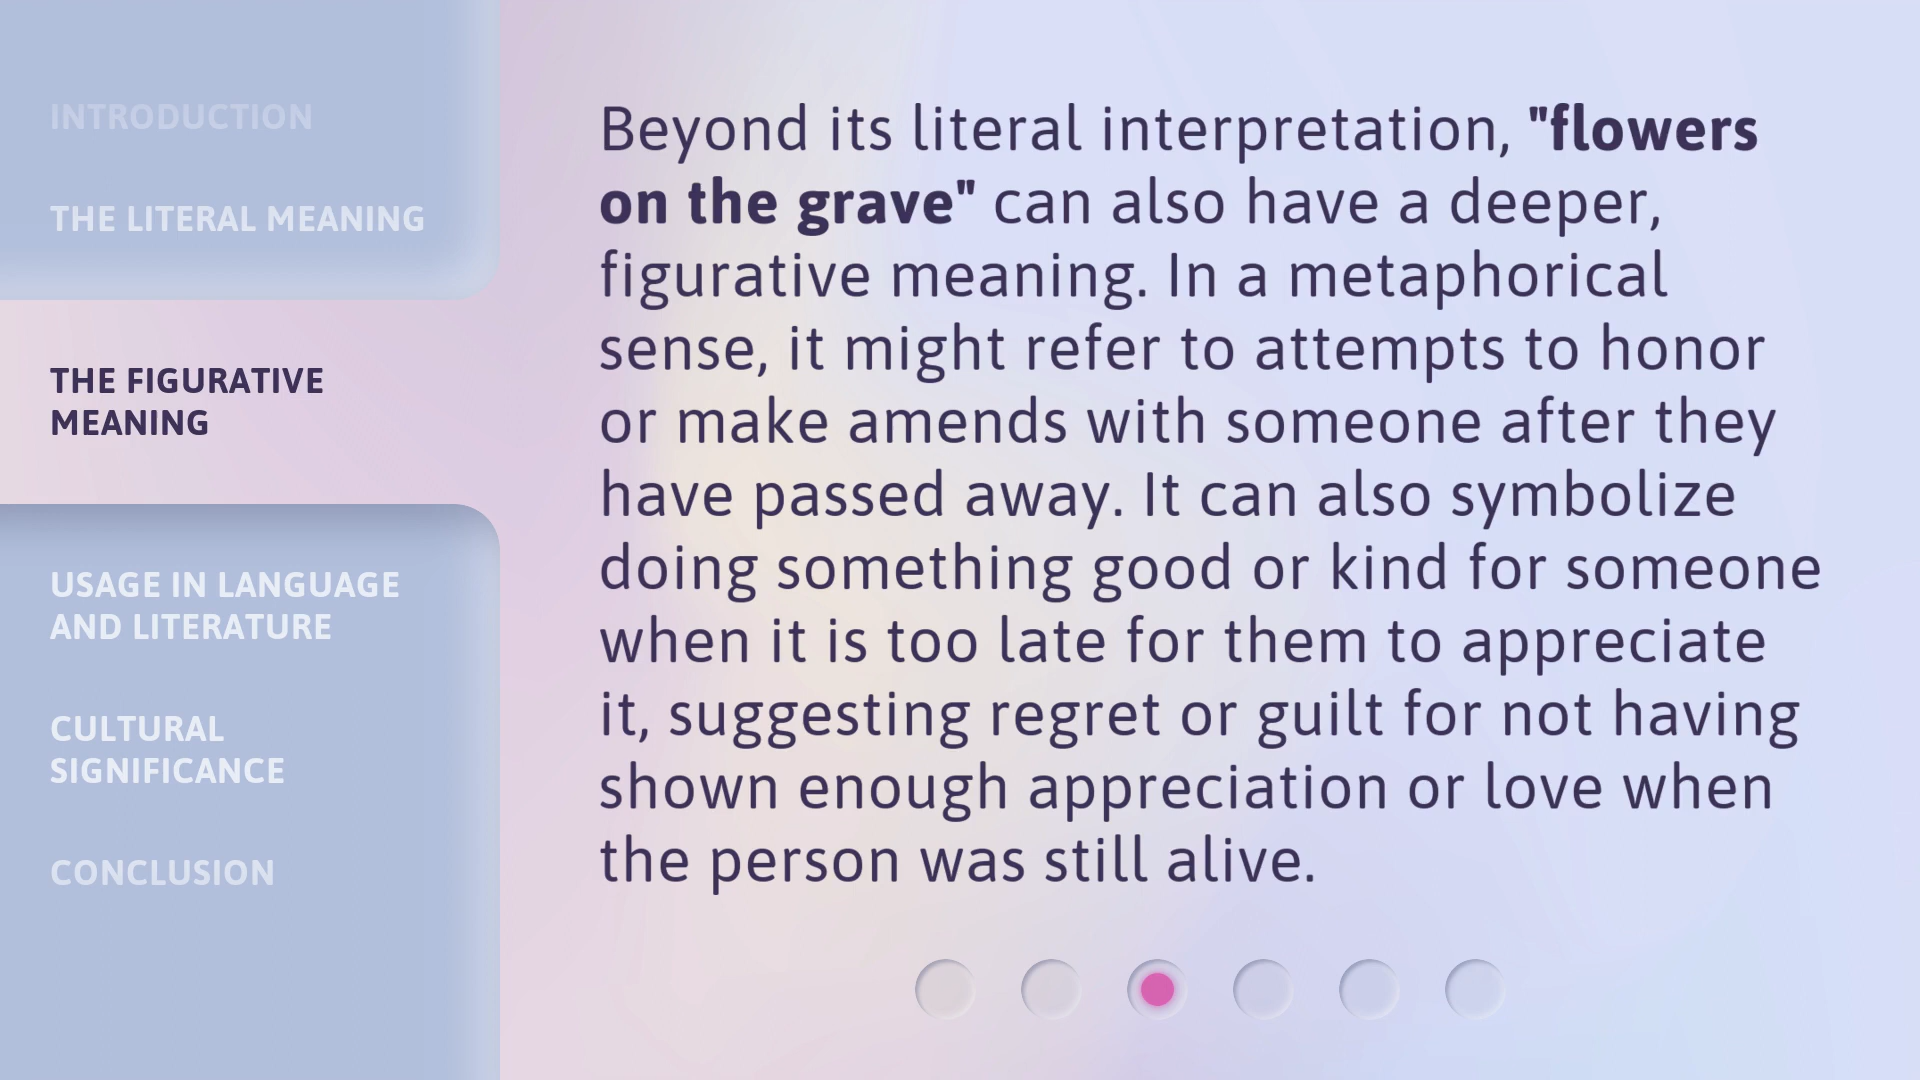 INTRODUCTION
THE LITERAL MEANING
THE FIGURATIVE
MEANING
USAGE IN LANGUAGE
AND LITERATURE
CULTURAL
SIGNIFICANCE
CONCLUSION
Beyond its literal interpretation, "flowers
on the grave" can also have a deeper,
figurative meaning. In a metaphorical
sense, it might refer to attempts to honor
or make amends with someone after they
have passed away. It can also symbolize
doing something good or kind for someone
when it is too late for them to appreciate
it, suggesting regret or guilt for not having
shown enough appreciation or love when
the person was still alive.